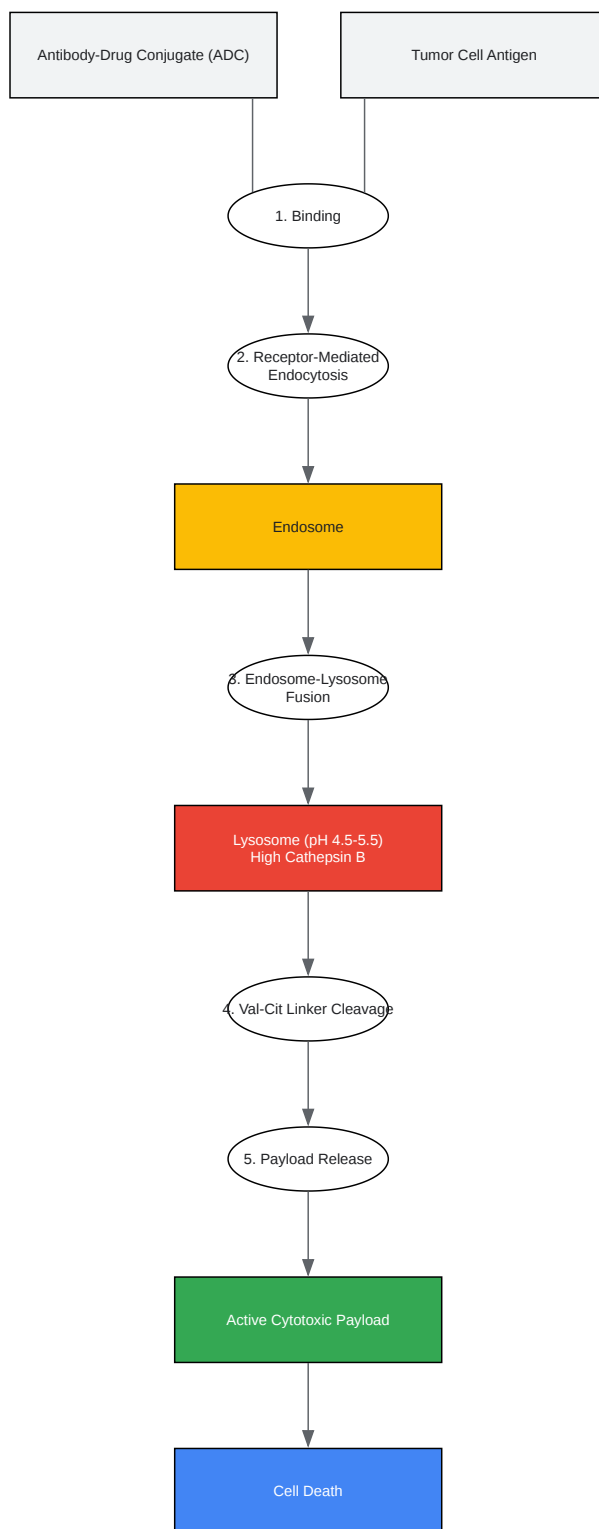 Antibody-Drug Conjugate (ADC)
Tumor Cell Antigen
1. Binding
2. Receptor-Mediated
Endocytosis
Endosome
3. Endosome-Lysosome
Fusion
Lysosome (pH 4.5-5.5)
High Cathepsin B
4. Val-Cit Linker Cleavage
5. Payload Release
Active Cytotoxic Payload
Cell Death